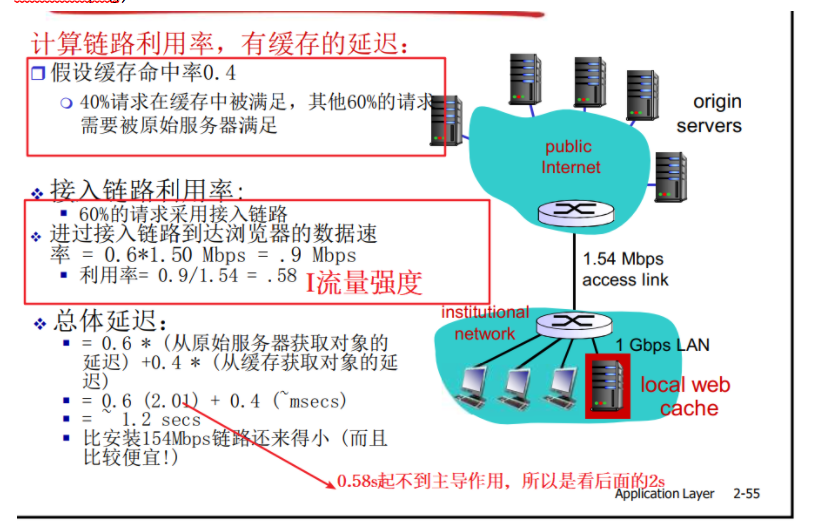 计算链路利用率，有缓存的延迟：
假设缓存命中率0.4
40%请求在缓存中被满足，其他60%的请求
需要被原始服务器满足
接入链路利用率:
60%的请求采用接入链路
进过接入链路到达浏览器的数据速
率 = 0.6*1.50 Mbps = .9 Mbps
利用率= 0.9/1.54 = .58
I流量强度
总体延迟：
= 0.6 * (从原始服务器获取对象的
延迟) +0.4 * (从缓存获取对象的延
迟)
= 0.6 (2.01) + 0.4 (~msecs)
= ~ 1.2 secs
比安装154Mbps链路还来得小 (而且
比较便宜!)
0.58s起不到主导作用，所以是看后面的2s
origin
servers
public
Internet
1.54 Mbps
access link
institutional
network
1 Gbps LAN
local web
cache
Application Layer 2-55